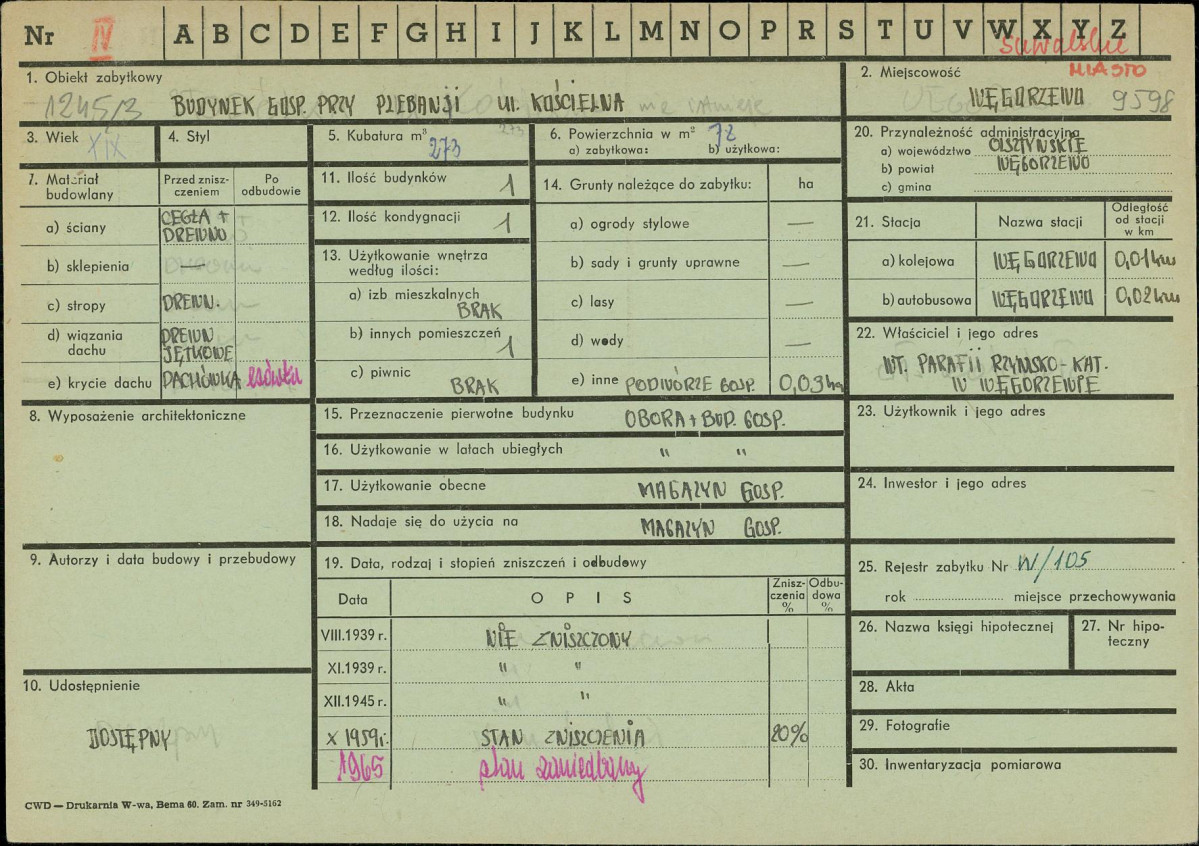 Nr IV A B C D E F G H I J K L M N O P R S T U V W X Y Z
suwalskie
MIASTO
1. Obiekt zabytkowy
1245/3 BUDYNEK GOSP. PRZY PLEBANJI UL. KOŚCIELNA nie istnieje
2. Miejscowość
WĘGORZEWO 9598
3. Wiek
XIX
4. Styl
5. Kubatura m³ 273
273
6. Powierzchnia w m² 72
a) zabytkowa: b) użytkowa:
20. Przynależność administracyjna
a) województwo OLSZTYŃSKIE
b) powiat WĘGORZEWO
c) gmina
7. Materiał budowlany
Przed zniszczeniem
Po odbudowie
a) ściany CEGŁA + DREWNO
b) sklepienia —
c) stropy DREWN.
d) wiązania dachu DREWN JĘTKOWE
e) krycie dachu DACHÓWKA esówka
11. Ilość budynków 1
12. Ilość kondygnacji 1
13. Użytkowanie wnętrza według ilości:
a) izb mieszkalnych BRAK
b) innych pomieszczeń 1
c) piwnic BRAK
14. Grunty należące do zabytku: ha
a) ogrody stylowe —
b) sady i grunty uprawne —
c) lasy —
d) wody —
e) inne PODWÓRZE GOSP. 0,03 ha
21. Stacja Nazwa stacji Odległość od stacji w km
a) kolejowa WĘGORZEWO 0,01 km
b) autobusowa WĘGORZEWO 0,02 km
22. Właściciel i jego adres
WŁ. PARAFII RZYMSKO-KAT.
W WĘGORZEWIE
8. Wyposażenie architektoniczne
15. Przeznaczenie pierwotne budynku OBORA + BUD. GOSP.
16. Użytkowanie w latach ubiegłych " "
17. Użytkowanie obecne MAGAZYN GOSP.
18. Nadaje się do użycia na MAGAZYN GOSP.
23. Użytkownik i jego adres
24. Inwestor i jego adres
9. Autorzy i data budowy i przebudowy
19. Data, rodzaj i stopień zniszczeń i odbudowy
Data OPIS Zniszczenia % Odbudowa %
VIII.1939 r. NIE ZNISZCZONY
XI.1939 r. " "
XII.1945 r. " "
X 1959 r. STAN ZNISZCZENIA 20%
1965 stan zaniedbany
25. Rejestr zabytku Nr W/105
rok miejsce przechowywania
26. Nazwa księgi hipotecznej
27. Nr hipoteczny
28. Akta
29. Fotografie
30. Inwentaryzacja pomiarowa
10. Udostępnienie
DOSTĘPNY
CWD — Drukarnia W-wa, Bema 60. Zam. nr 349-5162